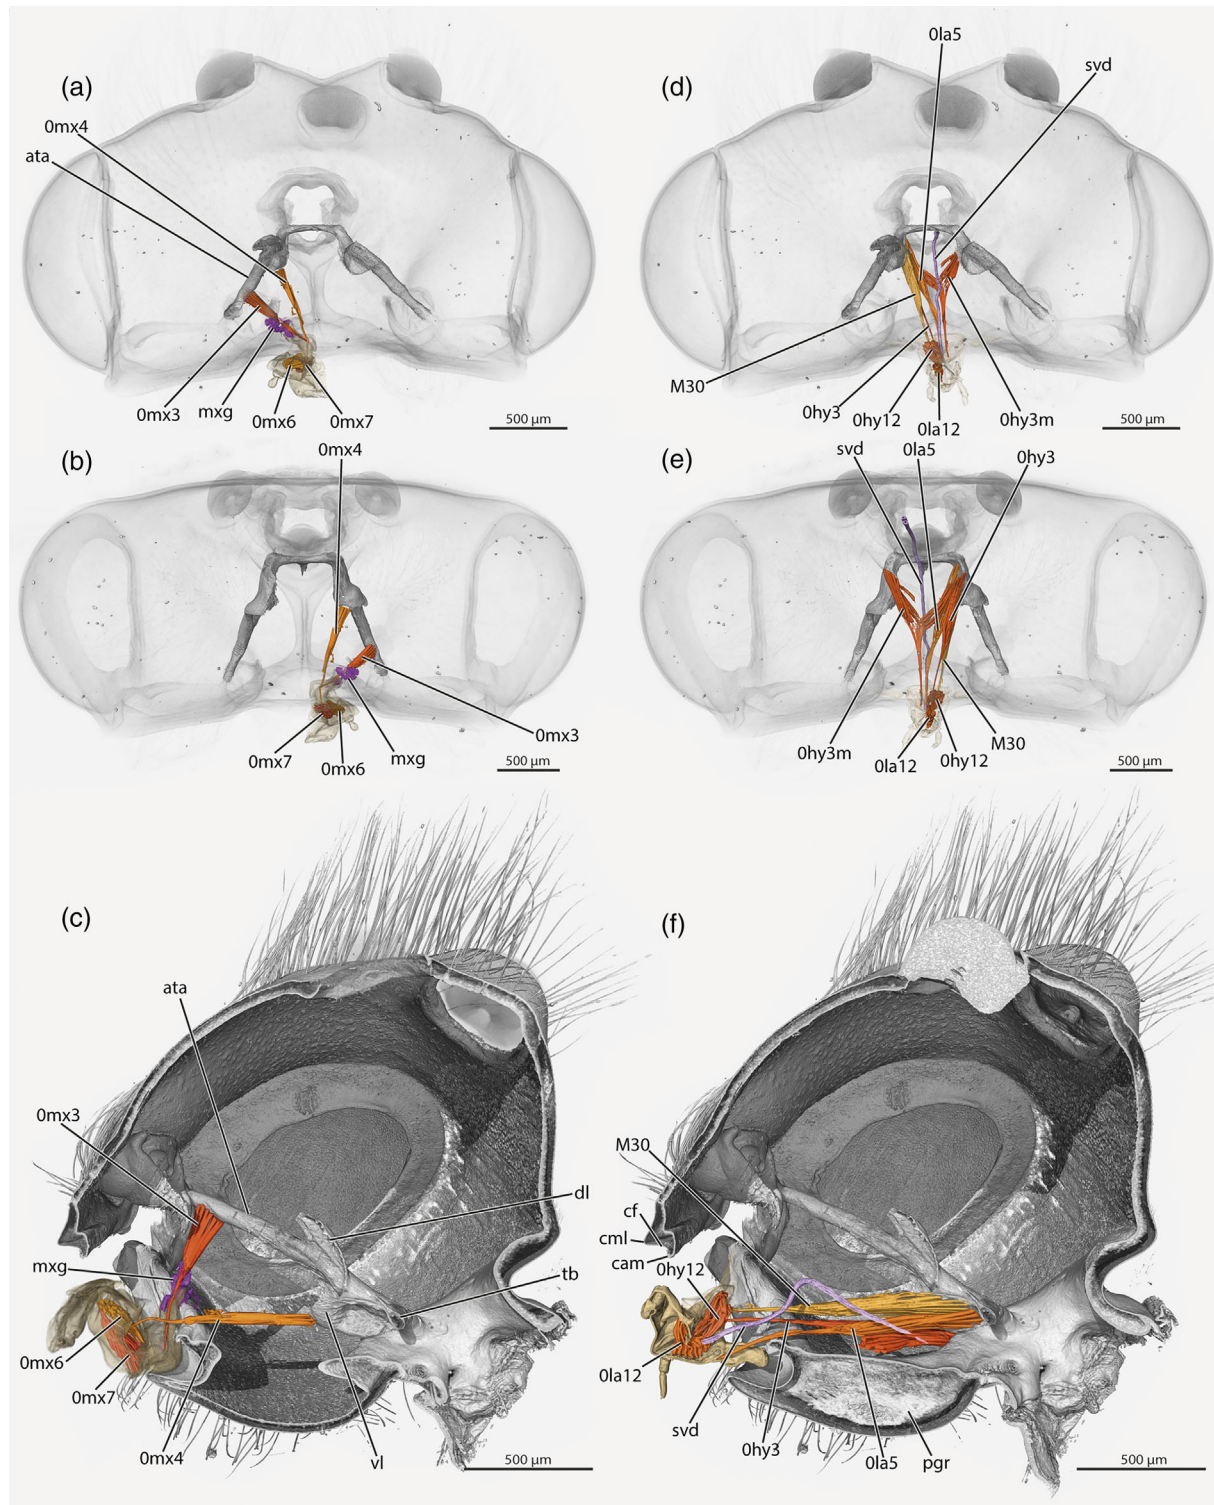 (a)
0mx4
ata
0mx3
mxg
0mx6
0mx7
500 µm
(d)
0la5
svd
M30
0hy3
0hy12
0la12
0hy3m
500 µm
(b)
0mx4
0mx7
0mx6
mxg
0mx3
500 µm
(e)
svd
0la5
0hy3
0hy3m
0la12
0hy12
M30
500 µm
(c)
ata
0mx3
dl
mxg
tb
0mx6
0mx7
0mx4
vl
500 µm
(f)
M30
cf
cml
cam
0hy12
0la12
svd
0hy3
0la5
pgr
500 µm